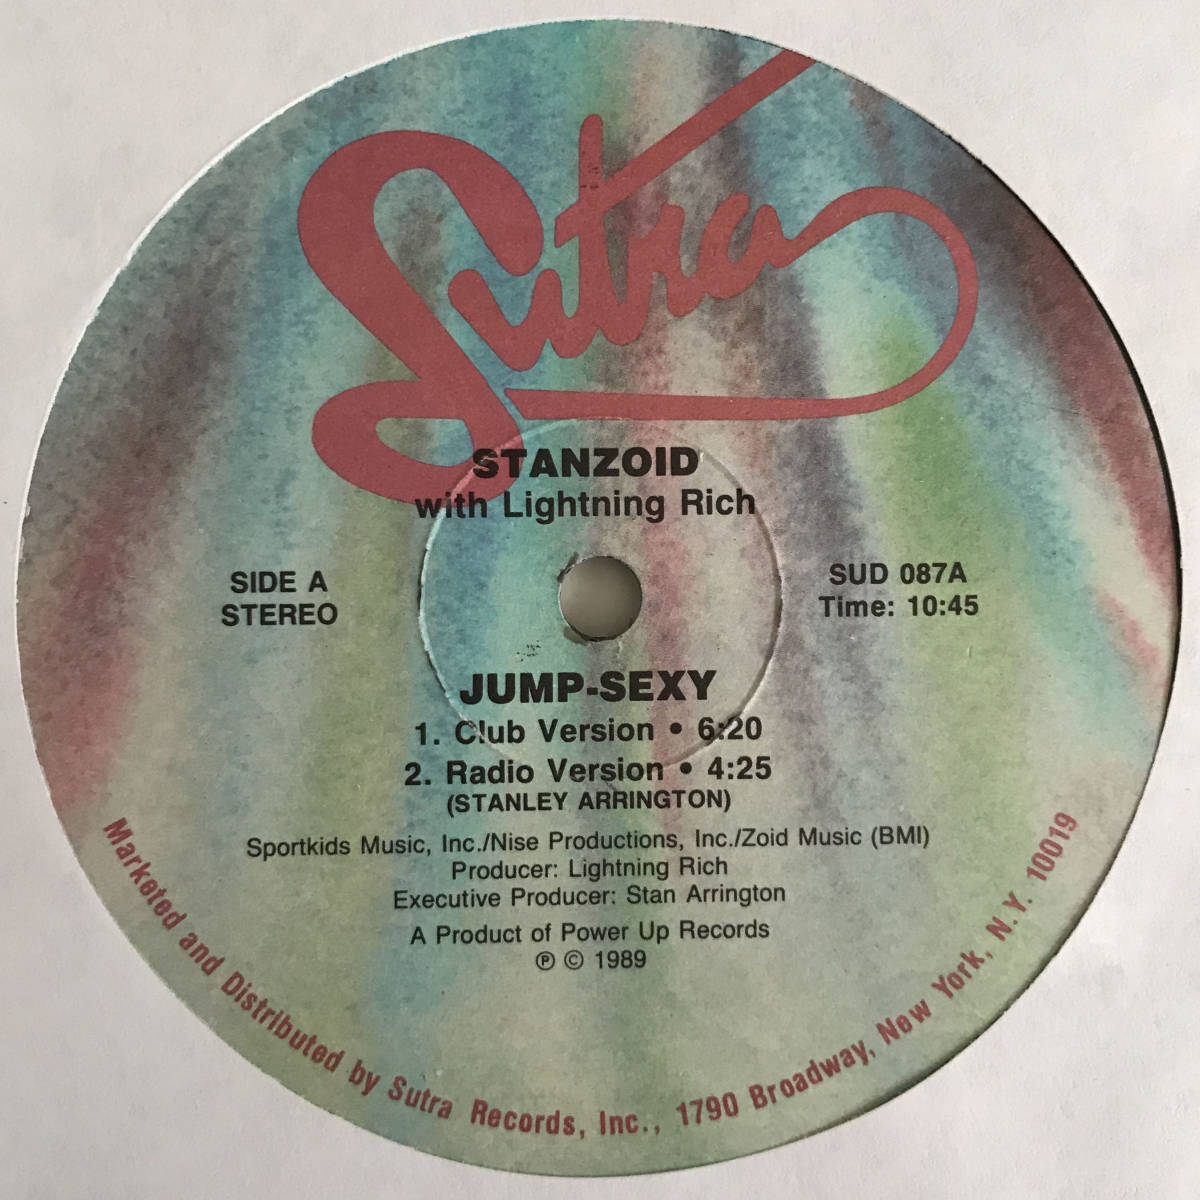 Sutra
STANZOID
with Lightning Rich
SIDE A
STEREO
SUD 087A
Time: 10:45
JUMP-SEXY
1. Club Version • 6:20
2. Radio Version • 4:25
(STANLEY ARRINGTON)
Sportkids Music, Inc./Nise Productions, Inc./Zoid Music (BMI)
Producer: Lightning Rich
Executive Producer: Stan Arrington
A Product of Power Up Records
℗ © 1989
Marketed and Distributed by Sutra Records, Inc., 1790 Broadway, New York, N.Y. 10019